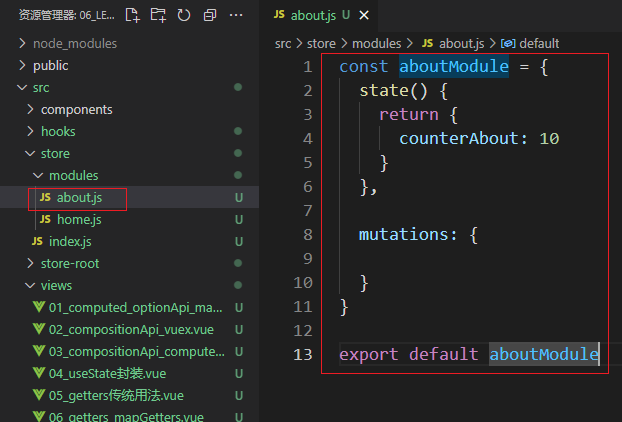 资源管理器: 06_LE...
node_modules
public
src
components
hooks
store
modules
JS about.js U
JS home.js U
JS index.js U
store-root
views
01_computed_optionApi_ma... U
02_compositionApi_vuex.vue U
03_compositionApi_compute... U
04_useState封装.vue U
05_getters传统用法.vue U
06_getters_mapGetters.vue U
JS about.js U
src > store > modules > JS about.js > default
1 const aboutModule = {
2 state() {
3 return {
4 counterAbout: 10
5 }
6 },
7
8 mutations: {
9
10 }
11 }
12
13 export default aboutModule